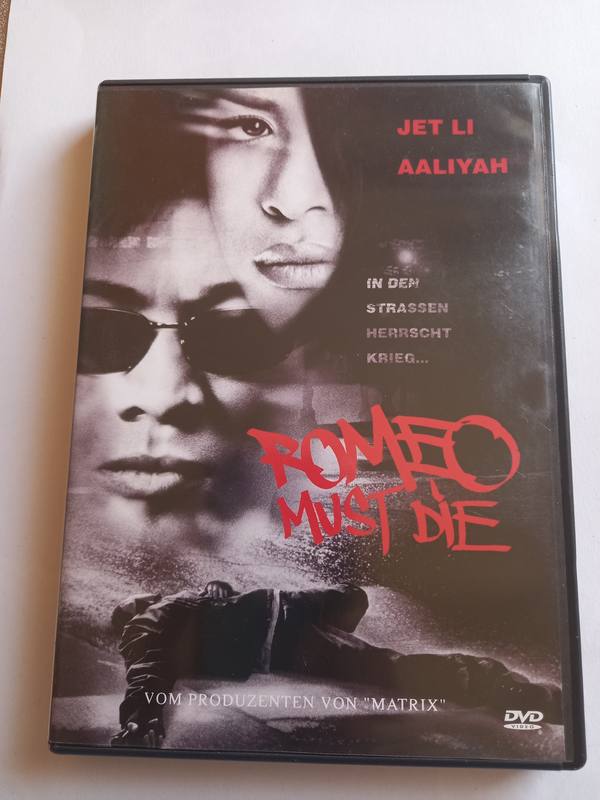 JET LI
AALIYAH
IN DEN
STRASSEN
HERRSCHT
KRIEG...
ROMEO
MUST DIE
VOM PRODUZENTEN VON "MATRIX"
DVD
VIDEO